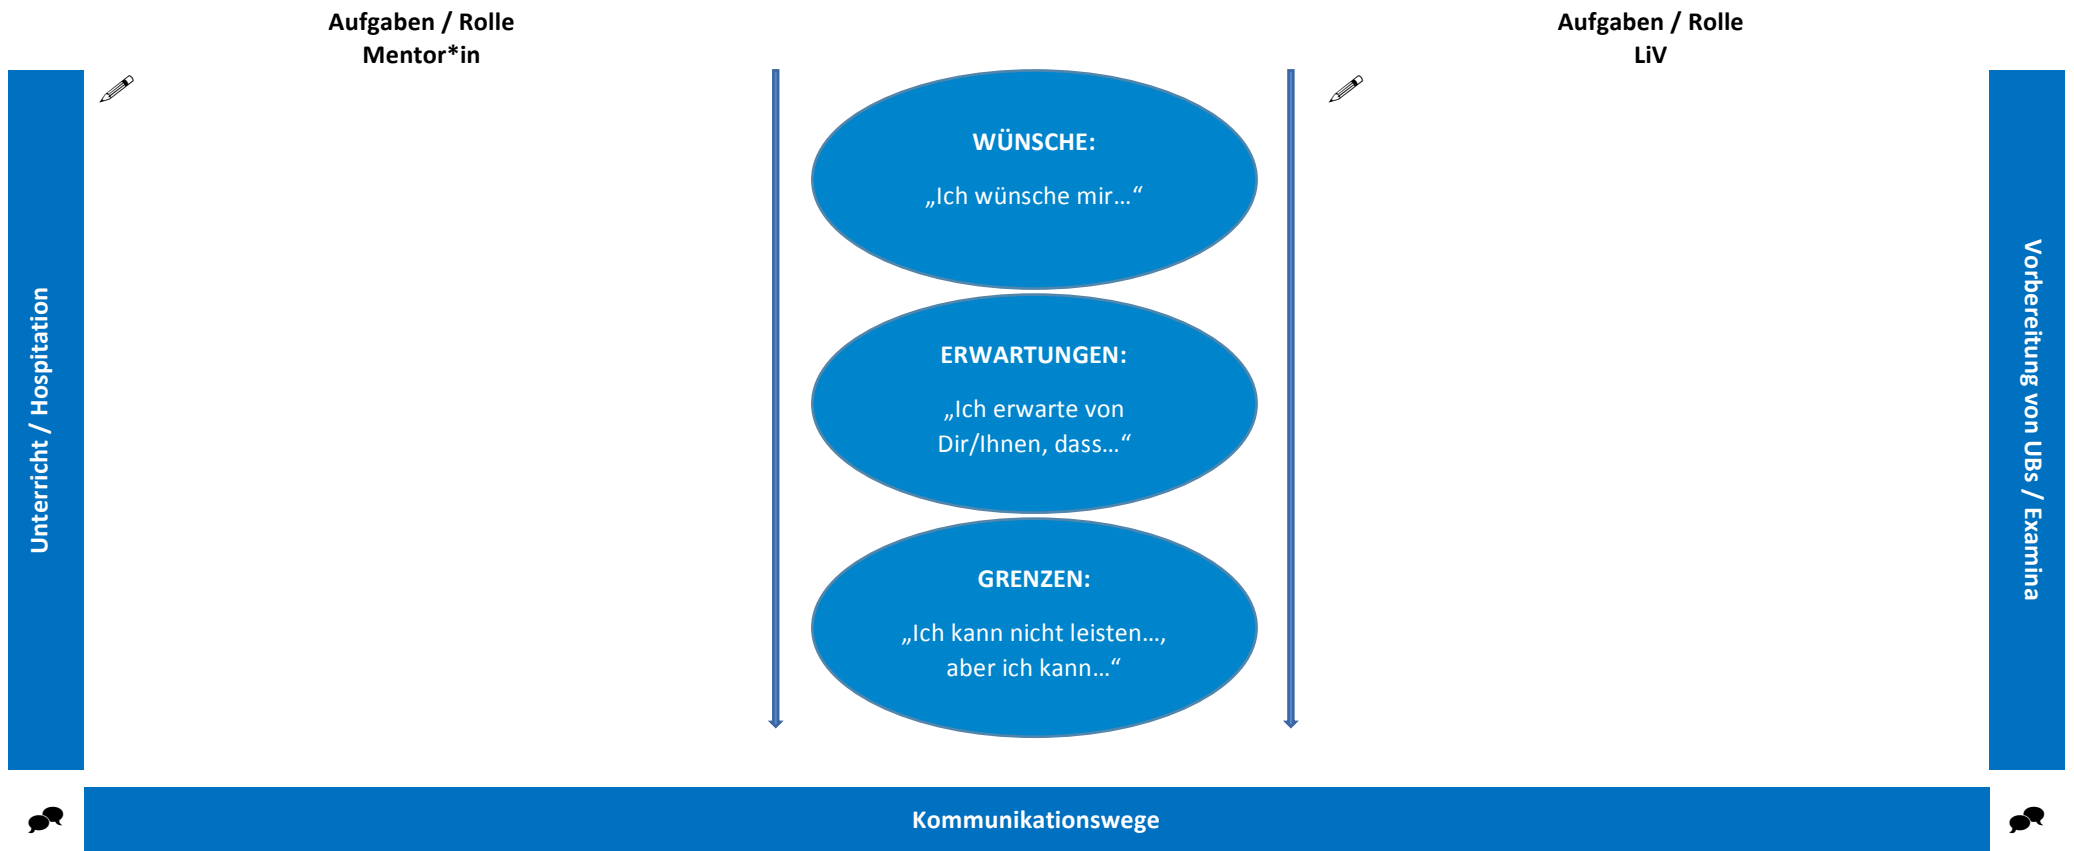 Aufgaben / Rolle
Mentor*in
Aufgaben / Rolle
LiV
Unterricht / Hospitation
WÜNSCHE:
„Ich wünsche mir…“
ERWARTUNGEN:
„Ich erwarte von
Dir/Ihnen, dass…“
GRENZEN:
„Ich kann nicht leisten…,
aber ich kann…“
Vorbereitung von UBs / Examina
Kommunikationswege